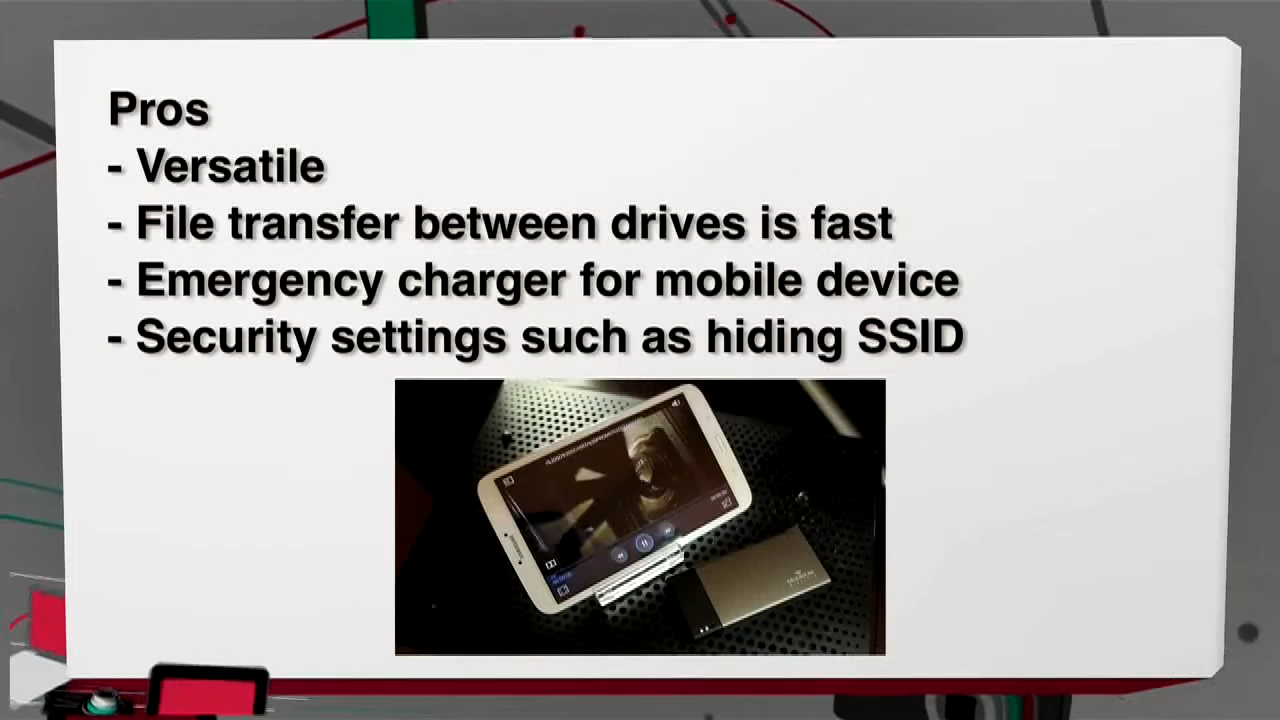 Pros
- Versatile
- File transfer between drives is fast
- Emergency charger for mobile device
- Security settings such as hiding SSID
SAMSUNG